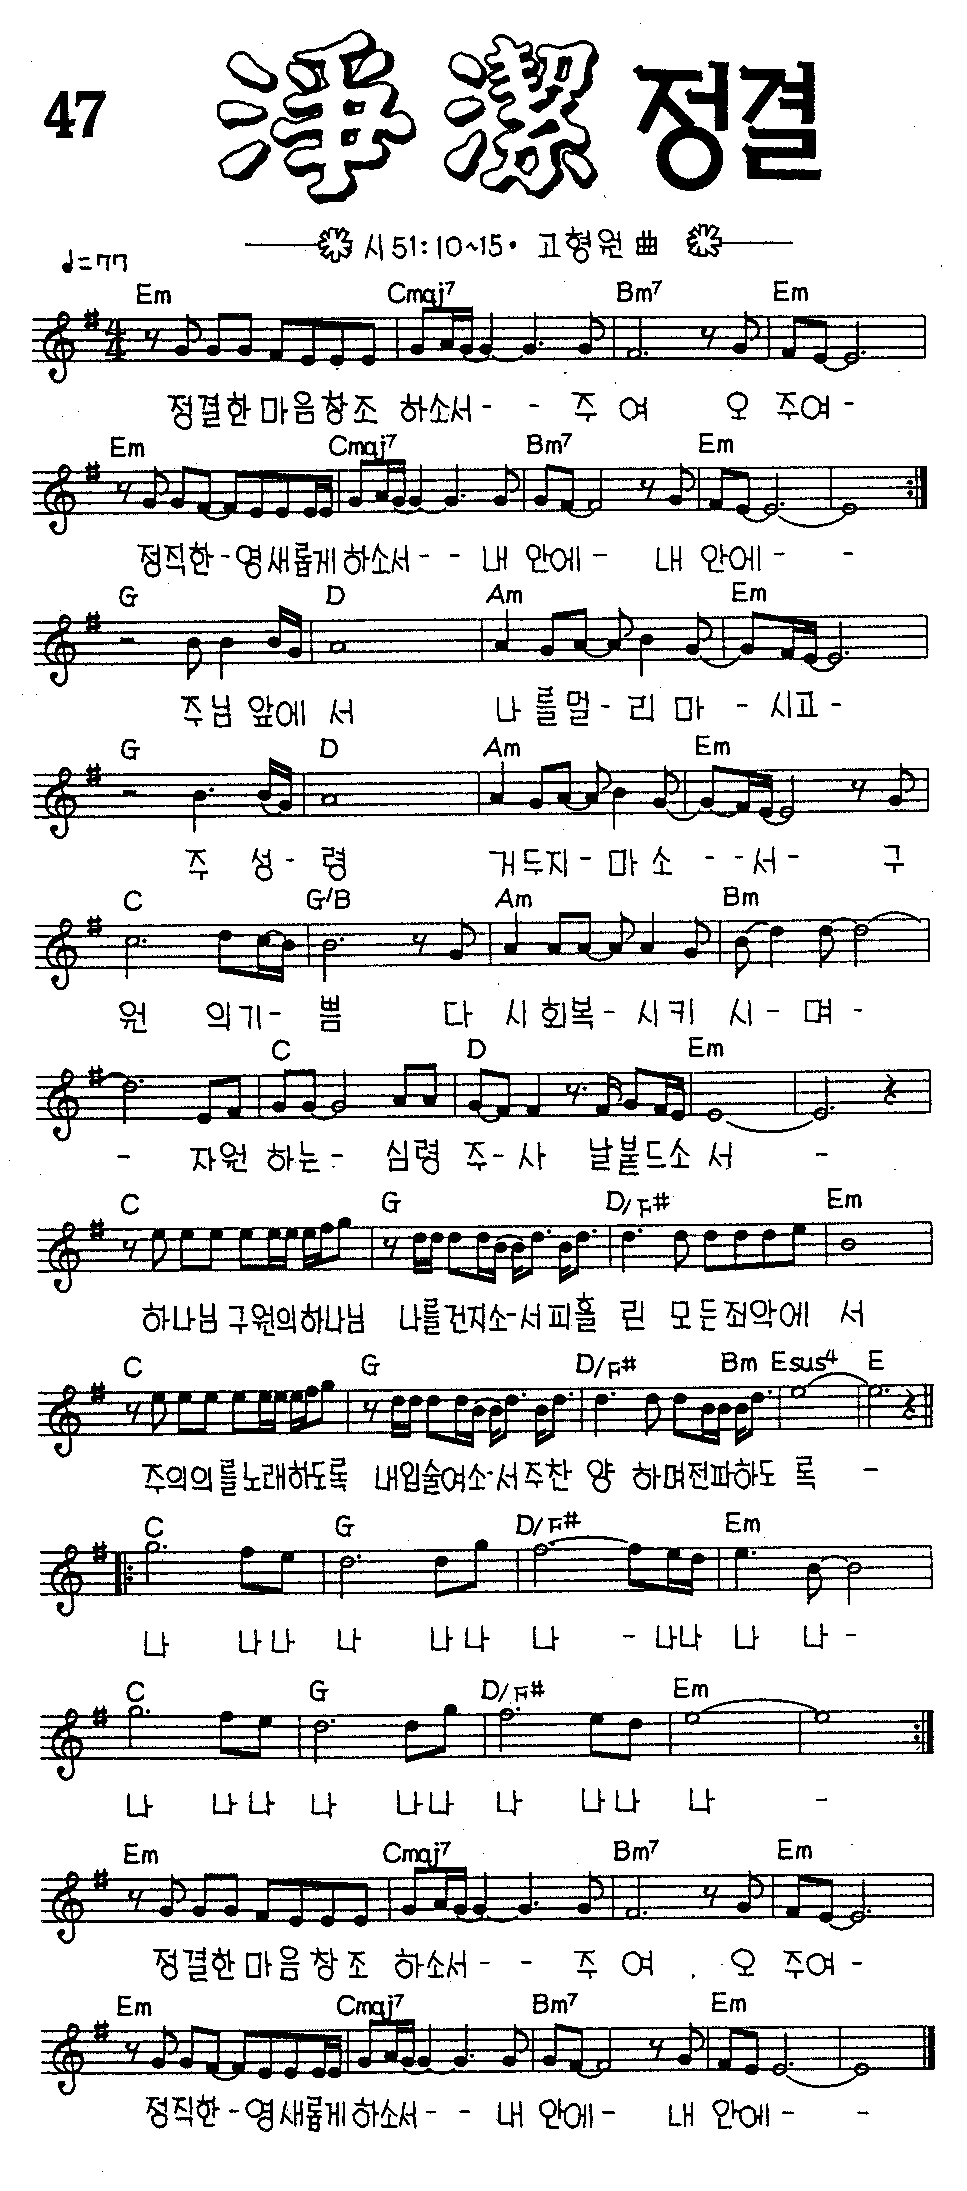 47 淨潔 정결
시 51:10~15· 고형원 曲
♩=77
Em Cmaj7 Bm7 Em
정결한 마음 창조 하소서- - 주 여 오 주여-
Em Cmaj7 Bm7 Em
정직한-영새롭게하소서- - 내 안에- 내 안에- -
G D Am Em
주님 앞에 서 나 를멀-리 마 - 시고-
G D Am Em
주 성-령 거두지-마소 - -서- 구
C G/B Am Bm
원 의기- 쁨 다 시 회복-시키 시- 며-
C D Em
- 자원 하는- 심령 주-사 날붙드소 서 -
C G D/F# Em
하나님 구원의하나님 나를건지소-서피흘 린 모든죄악에 서
C G D/F# Bm Esus4 E
주의의를노래하도록 내입술여소-서주찬 양 하며전파하도 록 -
C G D/F# Em
나 나나 나 나나 나 -나나 나 나-
C G D/F# Em
나 나나 나 나나 나 나나 나 -
Em Cmaj7 Bm7 Em
정결한마음 창조 하소서- - 주 여 . 오 주여-
Em Cmaj7 Bm7 Em
정직한-영새롭게하소서- - 내 안에- 내 안에- -